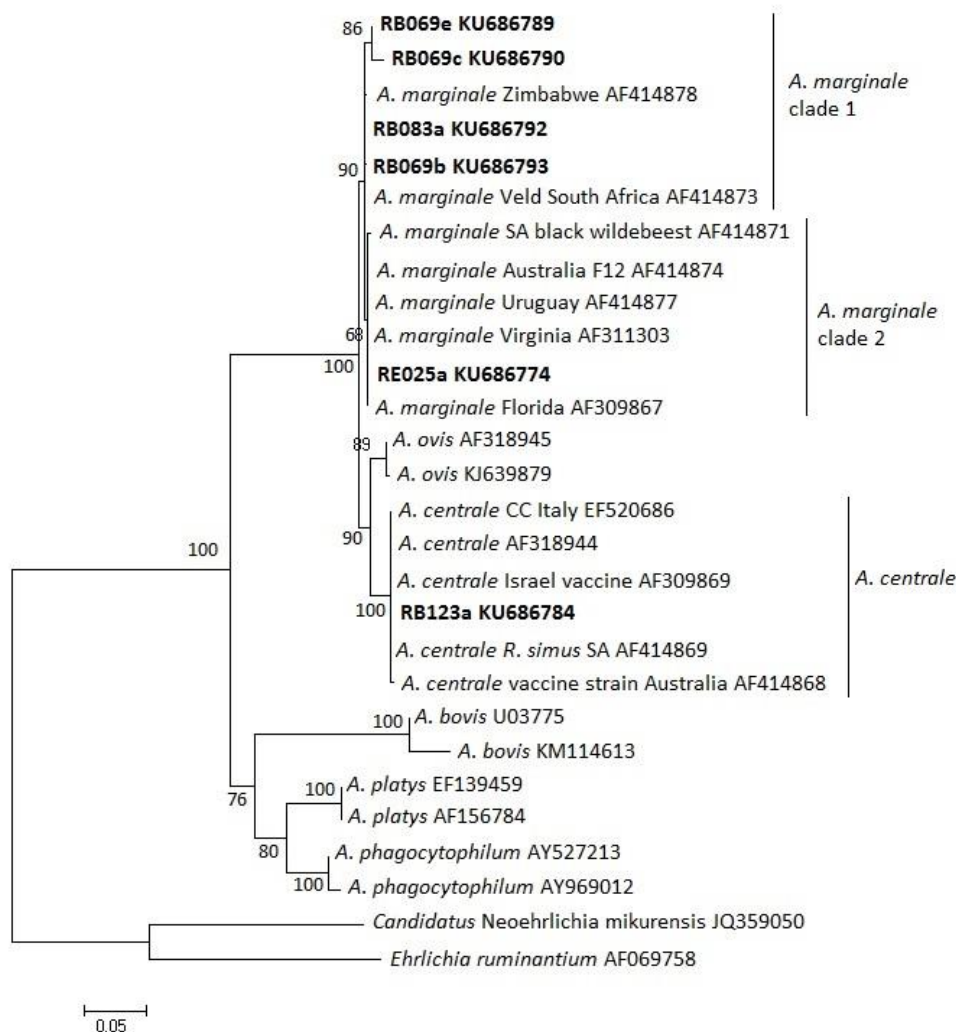 86
RB069e KU686789
RB069c KU686790
A. marginale Zimbabwe AF414878
RB083a KU686792
90
RB069b KU686793
A. marginale Veld South Africa AF414873
A. marginale
clade 1
A. marginale SA black wildebeest AF414871
A. marginale Australia F12 AF414874
A. marginale Uruguay AF414877
68
A. marginale Virginia AF311303
100
RE025a KU686774
A. marginale Florida AF309867
A. marginale
clade 2
89
A. ovis AF318945
A. ovis KJ639879
90
A. centrale CC Italy EF520686
A. centrale AF318944
A. centrale Israel vaccine AF309869
100
RB123a KU686784
A. centrale R. simus SA AF414869
A. centrale vaccine strain Australia AF414868
A. centrale
100
100
A. bovis U03775
A. bovis KM114613
76
100
A. platys EF139459
A. platys AF156784
80
A. phagocytophilum AY527213
100
A. phagocytophilum AY969012
Candidatus Neoehrlichia mikurensis JQ359050
Ehrlichia ruminantium AF069758
0.05